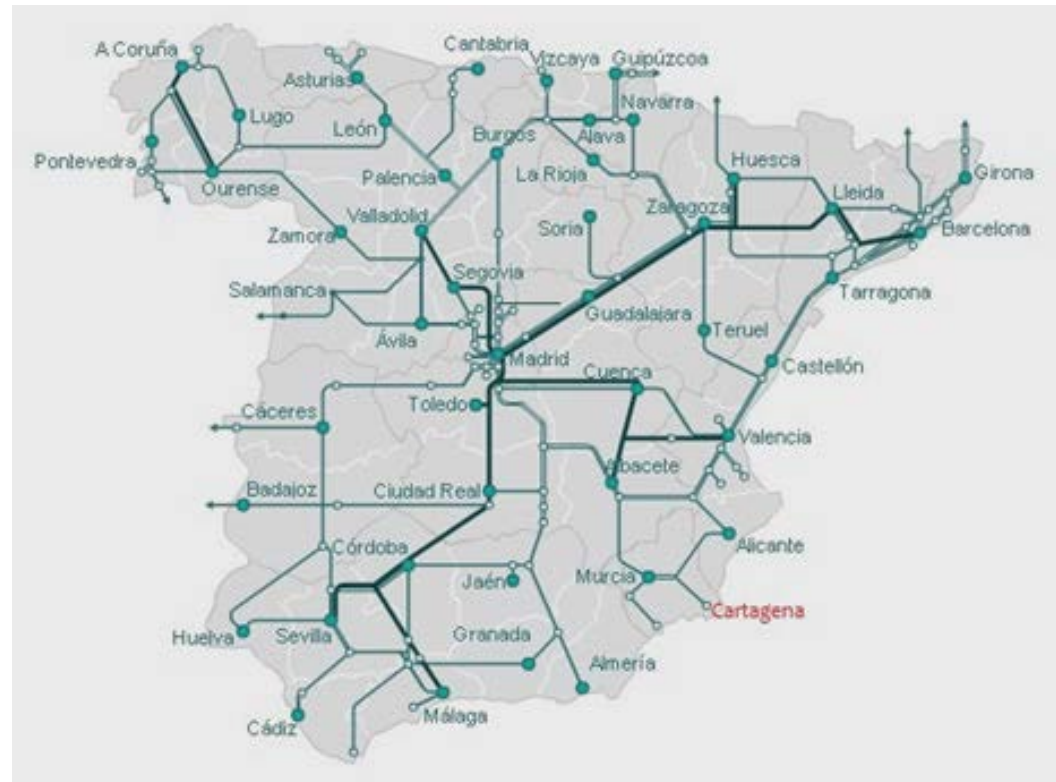 A Coruña
Asturias
Cantabria
Vizcaya
Guipúzcoa
Lugo
León
Burgos
Alava
Navarra
Pontevedra
Ourense
Palencia
La Rioja
Huesca
Lleida
Girona
Zamora
Valladolid
Soria
Zaragoza
Barcelona
Salamanca
Segovia
Guadalajara
Tarragona
Ávila
Madrid
Teruel
Castellón
Cáceres
Toledo
Cuenca
Valencia
Badajoz
Ciudad Real
Abacete
Alicante
Córdoba
Jaén
Murcia
Cartagena
Huelva
Sevilla
Granada
Almería
Cádiz
Málaga